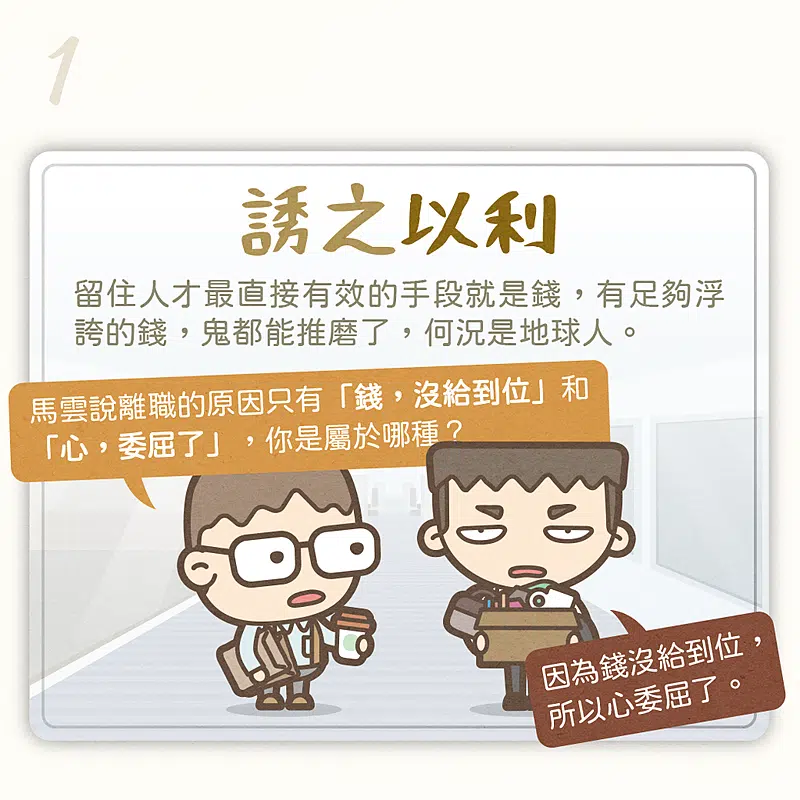 1
誘之以利
留住人才最直接有效的手段就是錢，有足夠浮
誇的錢，鬼都能推磨了，何況是地球人。
馬雲說離職的原因只有「錢，沒給到位」和
「心，委屈了」，你是屬於哪種？
因為錢沒給到位，
所以心委屈了。